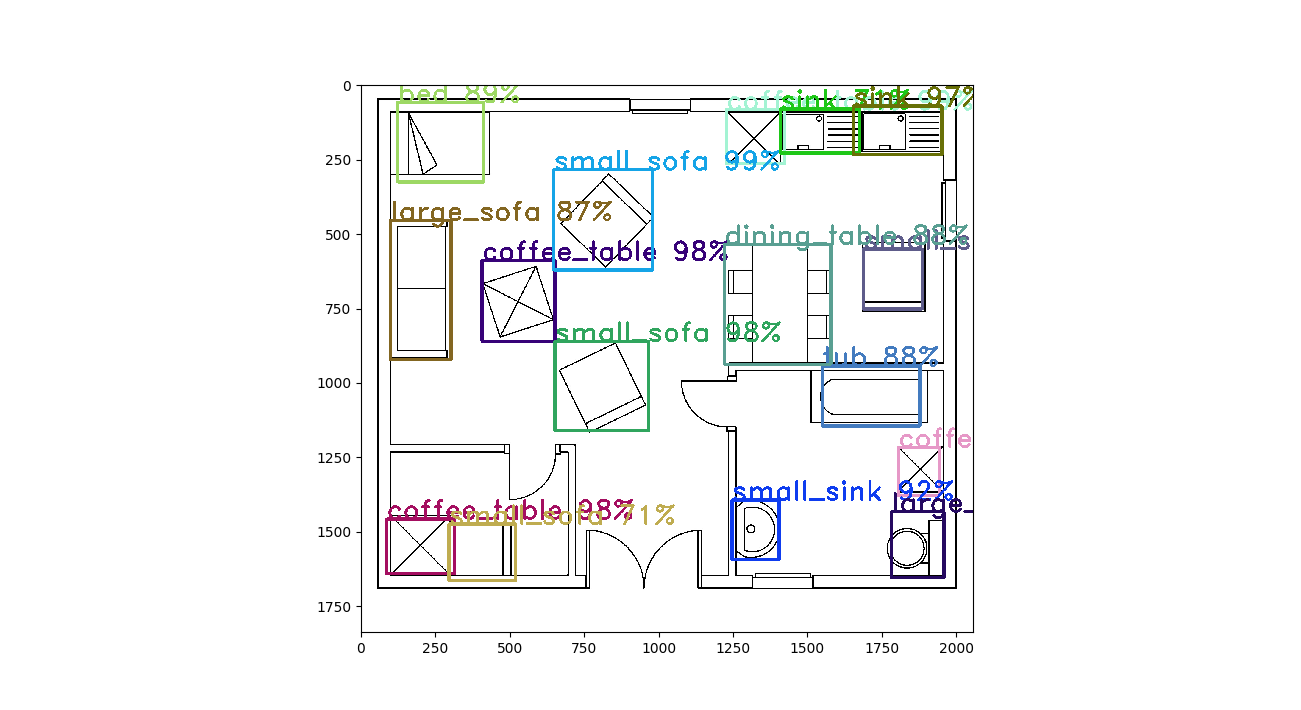 0
bed 89%
sink 71%
sink 97%
250
small_sofa 99%
large_sofa 87%
500
coffee_table 98%
dining_table 88%
small_s
750
small_sofa 98%
tub 88%
1000
coffe
1250
small_sink 92%
large_
coffee_table 98%
small_sofa 71%
1500
1750
0 250 500 750 1000 1250 1500 1750 2000